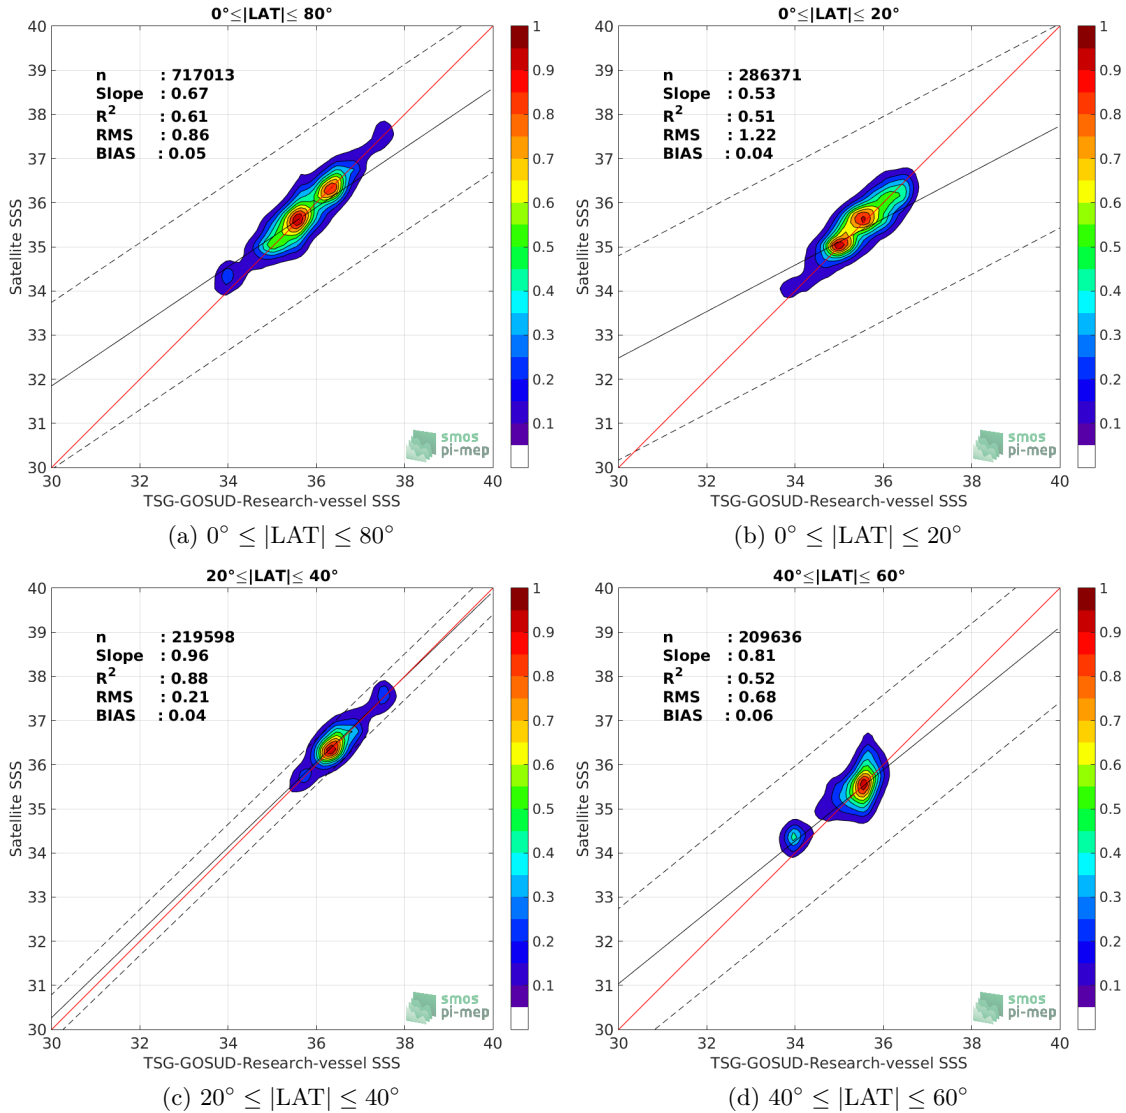 0°≤|LAT|≤ 80°
40
39
38
37
36
35
34
33
32
31
30
Satellite SSS
n : 717013
Slope : 0.67
R² : 0.61
RMS : 0.86
BIAS : 0.05
smos
pi-mep
30 32 34 36 38 40
TSG-GOSUD-Research-vessel SSS
1
0.9
0.8
0.7
0.6
0.5
0.4
0.3
0.2
0.1
(a) 0° ≤ |LAT| ≤ 80°
0°≤|LAT|≤ 20°
40
39
38
37
36
35
34
33
32
31
30
Satellite SSS
n : 286371
Slope : 0.53
R² : 0.51
RMS : 1.22
BIAS : 0.04
smos
pi-mep
30 32 34 36 38 40
TSG-GOSUD-Research-vessel SSS
1
0.9
0.8
0.7
0.6
0.5
0.4
0.3
0.2
0.1
(b) 0° ≤ |LAT| ≤ 20°
20°≤|LAT|≤ 40°
40
39
38
37
36
35
34
33
32
31
30
Satellite SSS
n : 219598
Slope : 0.96
R² : 0.88
RMS : 0.21
BIAS : 0.04
smos
pi-mep
30 32 34 36 38 40
TSG-GOSUD-Research-vessel SSS
1
0.9
0.8
0.7
0.6
0.5
0.4
0.3
0.2
0.1
(c) 20° ≤ |LAT| ≤ 40°
40°≤|LAT|≤ 60°
40
39
38
37
36
35
34
33
32
31
30
Satellite SSS
n : 209636
Slope : 0.81
R² : 0.52
RMS : 0.68
BIAS : 0.06
smos
pi-mep
30 32 34 36 38 40
TSG-GOSUD-Research-vessel SSS
1
0.9
0.8
0.7
0.6
0.5
0.4
0.3
0.2
0.1
(d) 40° ≤ |LAT| ≤ 60°